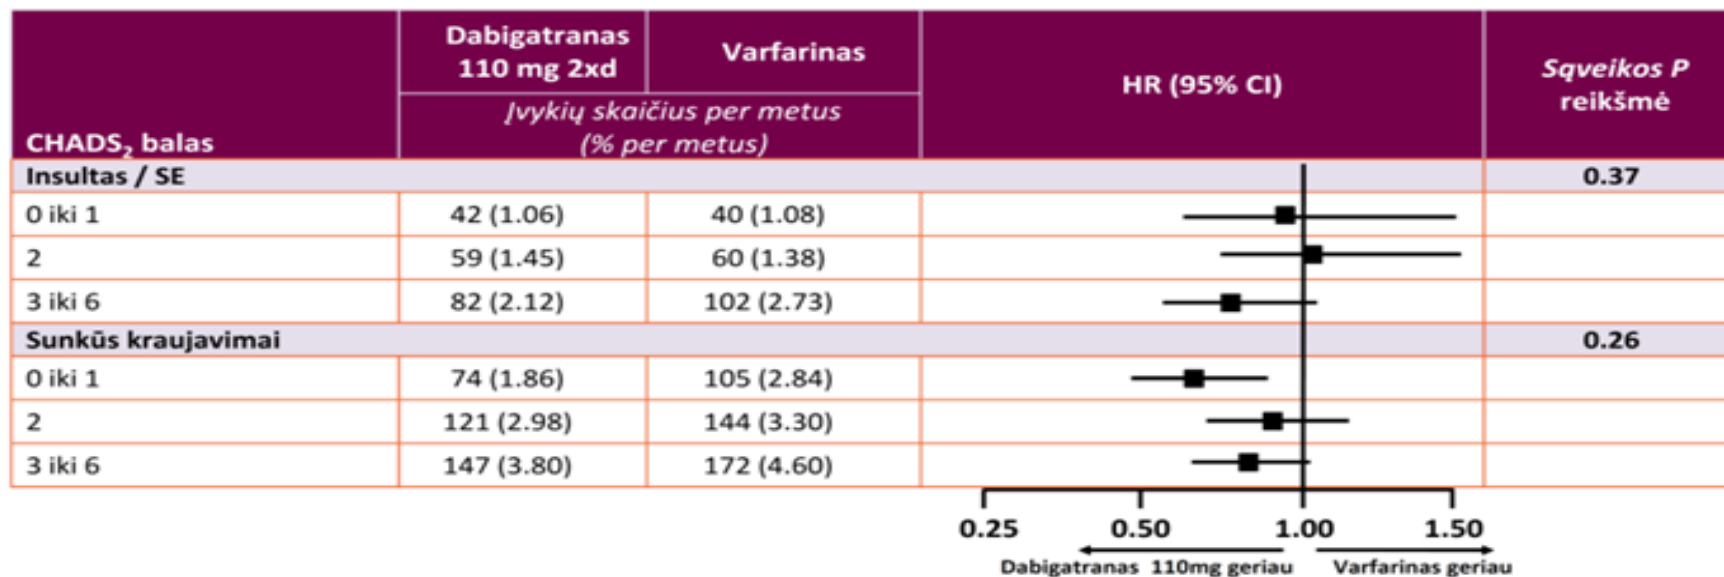 Dabigatranas
110 mg 2xd
Varfarinas
HR (95% CI)
Sąveikos P
reikšmė
Įvykių skaičius per metus
(% per metus)
CHADS₂ balas
Insultas / SE 0.37
0 iki 1 42 (1.06) 40 (1.08)
2 59 (1.45) 60 (1.38)
3 iki 6 82 (2.12) 102 (2.73)
Sunkūs kraujavimai 0.26
0 iki 1 74 (1.86) 105 (2.84)
2 121 (2.98) 144 (3.30)
3 iki 6 147 (3.80) 172 (4.60)
0.25 0.50 1.00 1.50
Dabigatranas 110mg geriau Varfarinas geriau